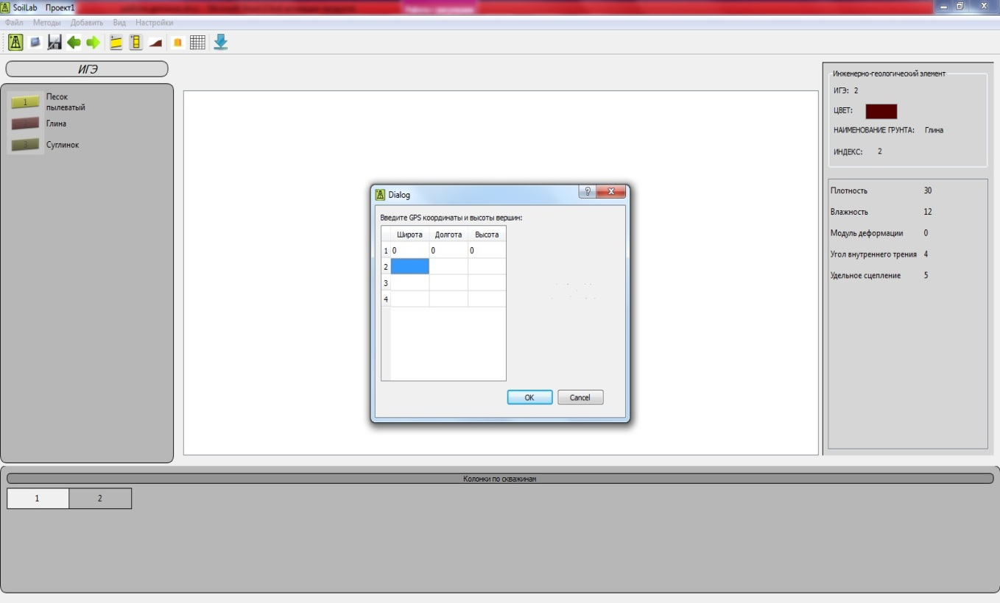 SoilLab Проект1
Файл Методы Добавить Вид Настройки
ИГЭ
1 Песок
пылеватый
Глина
3 Суглинок
Dialog
Введите GPS координаты и высоты вершин:
Широта Долгота Высота
1 0 0 0
2
3
4
OK Cancel
Инженерно-геологический элемент
ИГЭ: 2
ЦВЕТ:
НАИМЕНОВАНИЕ ГРУНТА: Глина
ИНДЕКС: 2
Плотность 30
Влажность 12
Модуль деформации 0
Угол внутреннего трения 4
Удельное сцепление 5
Колонки по скважинам
1 2